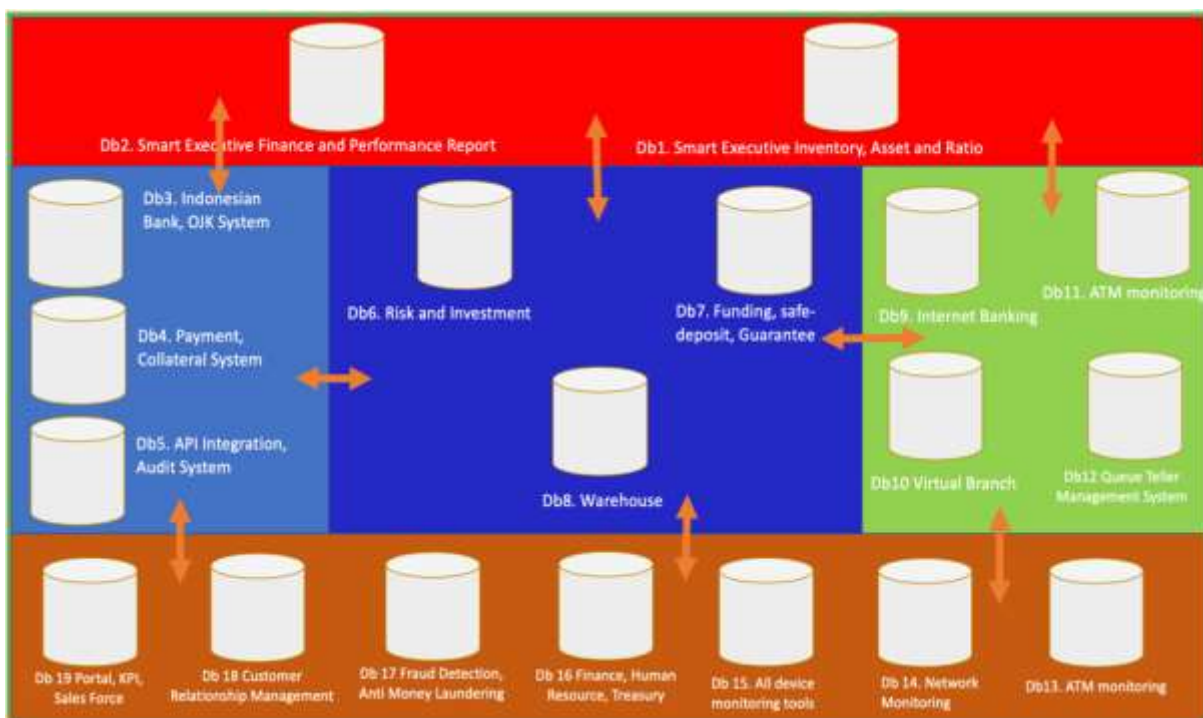 Db2. Smart Executive Finance and Performance Report
Db1. Smart Executive Inventory, Asset and Ratio
Db3. Indonesian
Bank, OJK System
Db4. Payment,
Collateral System
Db5. API Integration,
Audit System
Db6. Risk and Investment
Db7. Funding, safe-
deposit, Guarantee
Db8. Warehouse
Db9. Internet Banking
Db11. ATM monitoring
Db10 Virtual Branch
Db12 Queue Teller
Management System
Db 19 Portal, KPI,
Sales Force
Db 18 Customer
Relationship Management
Db 17 Fraud Detection,
Anti Money Laundering
Db 16 Finance, Human
Resource, Treasury
Db 15. All device
monitoring tools
Db 14. Network
Monitoring
Db13. ATM monitoring